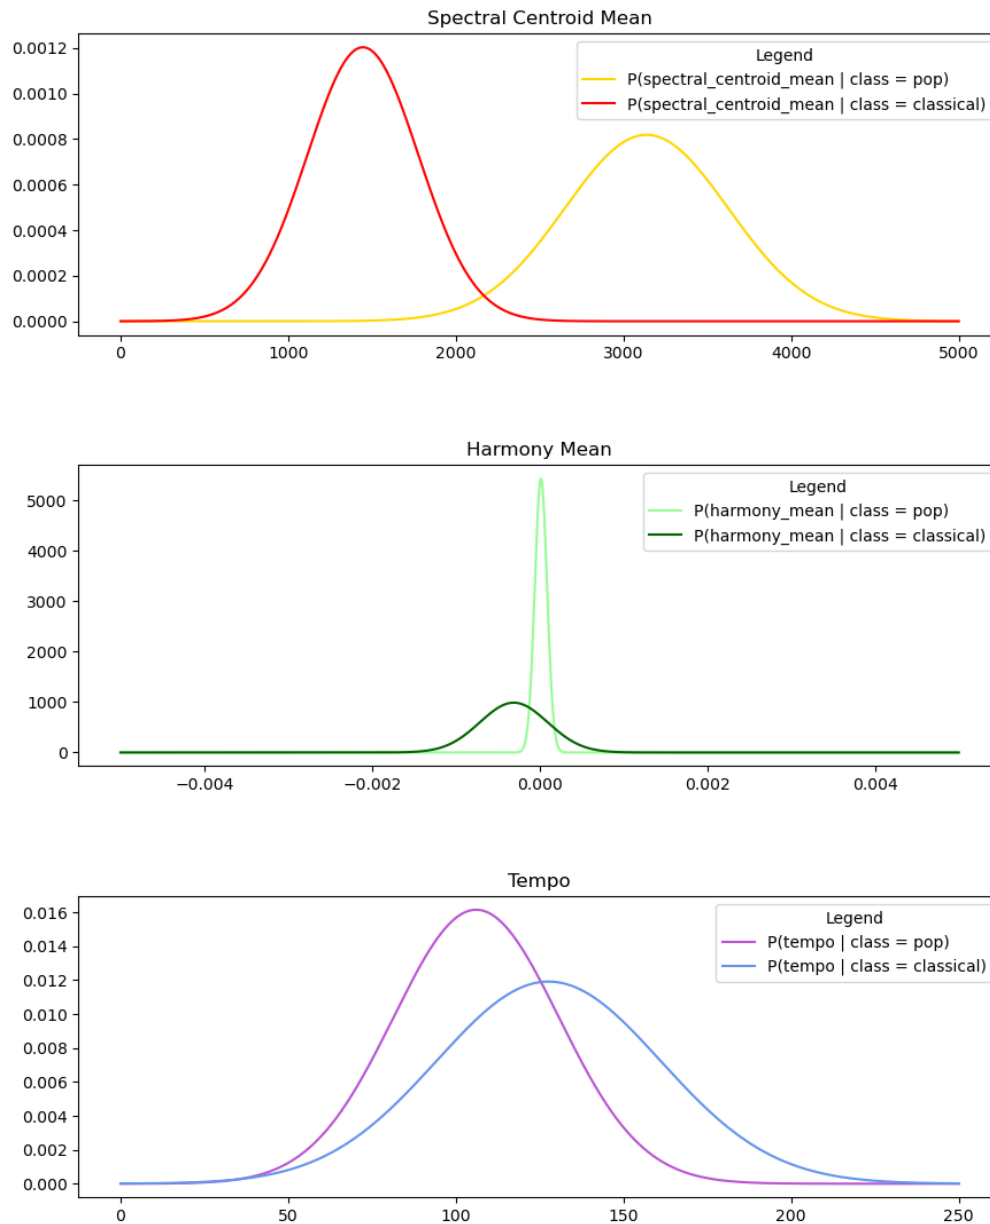 Spectral Centroid Mean
Legend
P(spectral_centroid_mean | class = pop)
P(spectral_centroid_mean | class = classical)
0.0012
0.0010
0.0008
0.0006
0.0004
0.0002
0.0000
0 1000 2000 3000 4000 5000
Harmony Mean
Legend
P(harmony_mean | class = pop)
P(harmony_mean | class = classical)
5000
4000
3000
2000
1000
0
−0.004 −0.002 0.000 0.002 0.004
Tempo
Legend
P(tempo | class = pop)
P(tempo | class = classical)
0.016
0.014
0.012
0.010
0.008
0.006
0.004
0.002
0.000
0 50 100 150 200 250